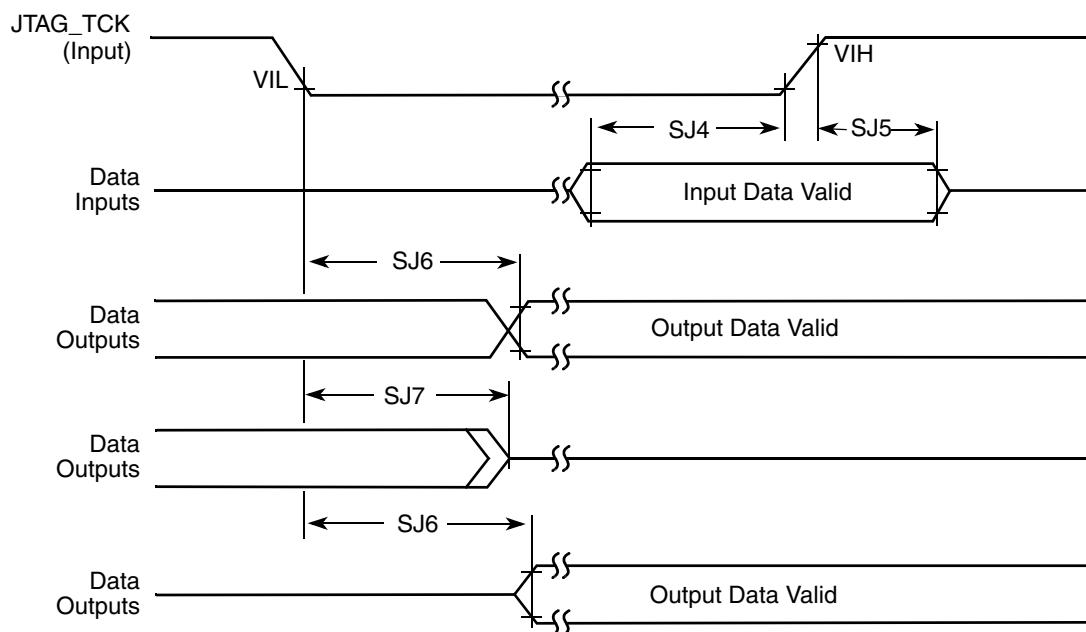 JTAG_TCK
(Input)
VIL
VIH
SJ4
SJ5
Data
Inputs
Input Data Valid
SJ6
Data
Outputs
Output Data Valid
SJ7
Data
Outputs
SJ6
Data
Outputs
Output Data Valid